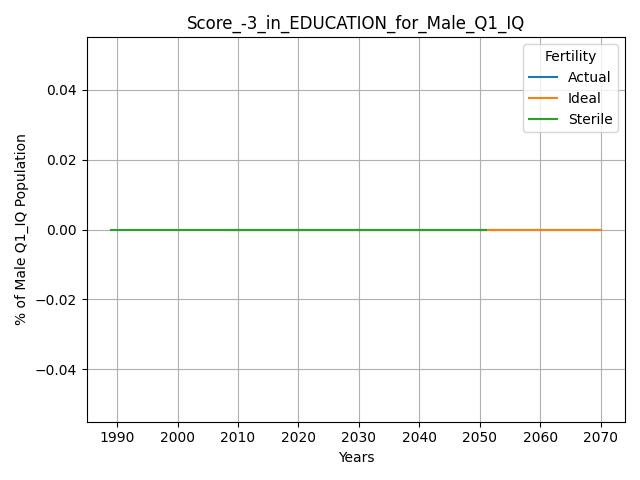 Score_-3_in_EDUCATION_for_Male_Q1_IQ
Fertility
Actual
Ideal
Sterile
% of Male Q1_IQ Population
0.04
0.02
0.00
−0.02
−0.04
1990 2000 2010 2020 2030 2040 2050 2060 2070
Years